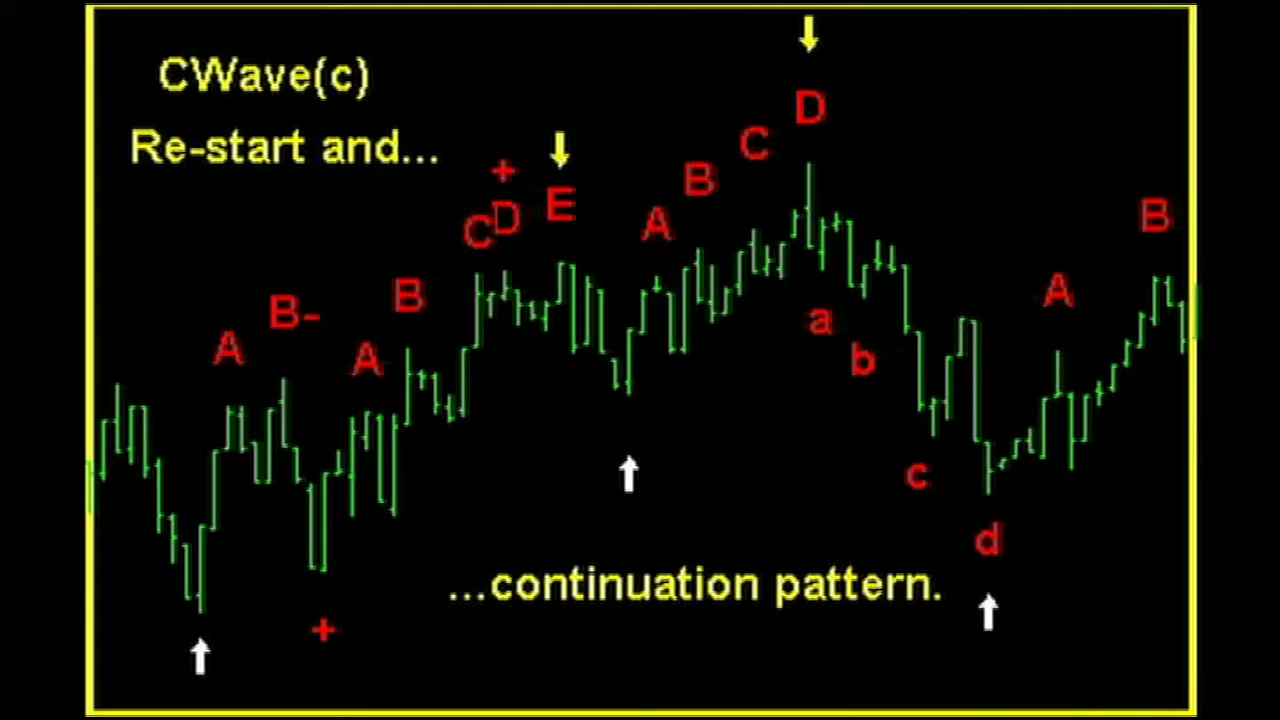 CWave(c)
Re-start and...
D
C
B
+
E
D
C
A
B
B
A
B-
B
A
A
a
b
c
d
...continuation pattern.
+